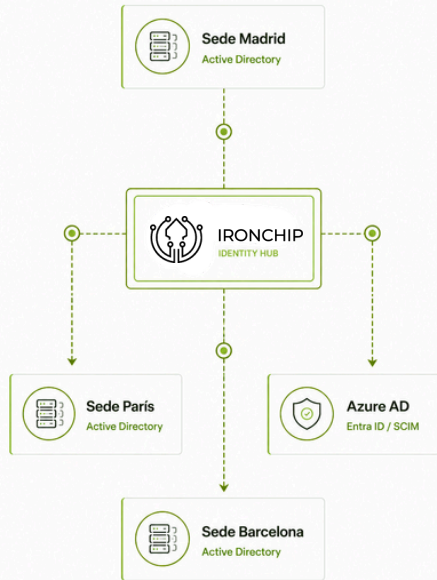 Sede Madrid
Active Directory
IRONCHIP
IDENTITY HUB
Sede París
Active Directory
Azure AD
Entra ID / SCIM
Sede Barcelona
Active Directory